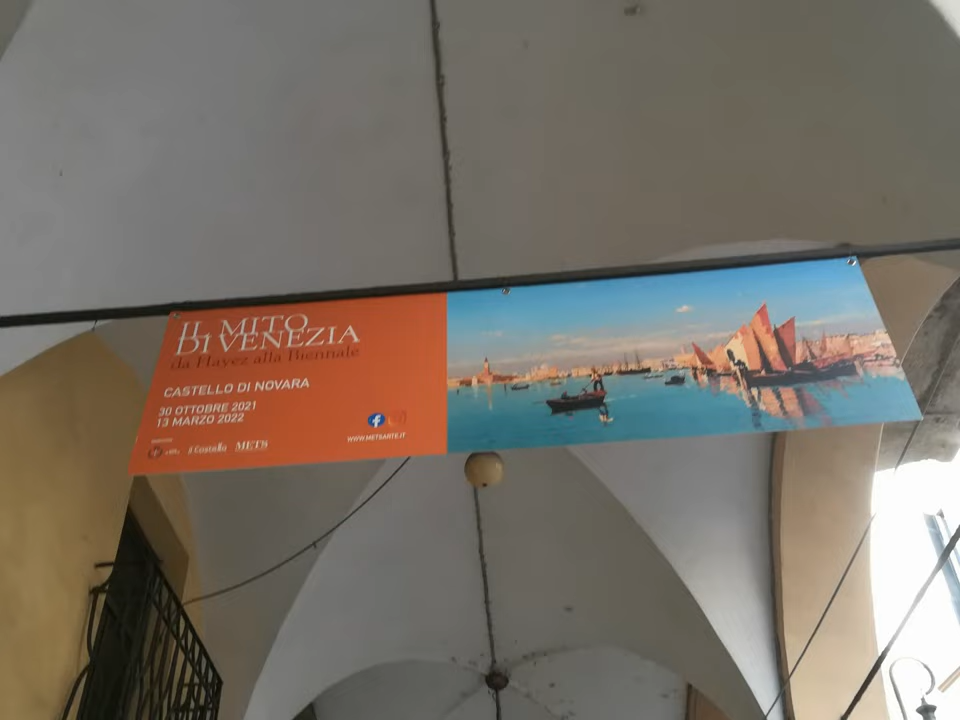 IL MITO
DI VENEZIA
da Hayez alla Biennale
CASTELLO DI NOVARA
30 OTTOBRE 2021
13 MARZO 2022
WWW.METSARTE.IT
il Castello
METS